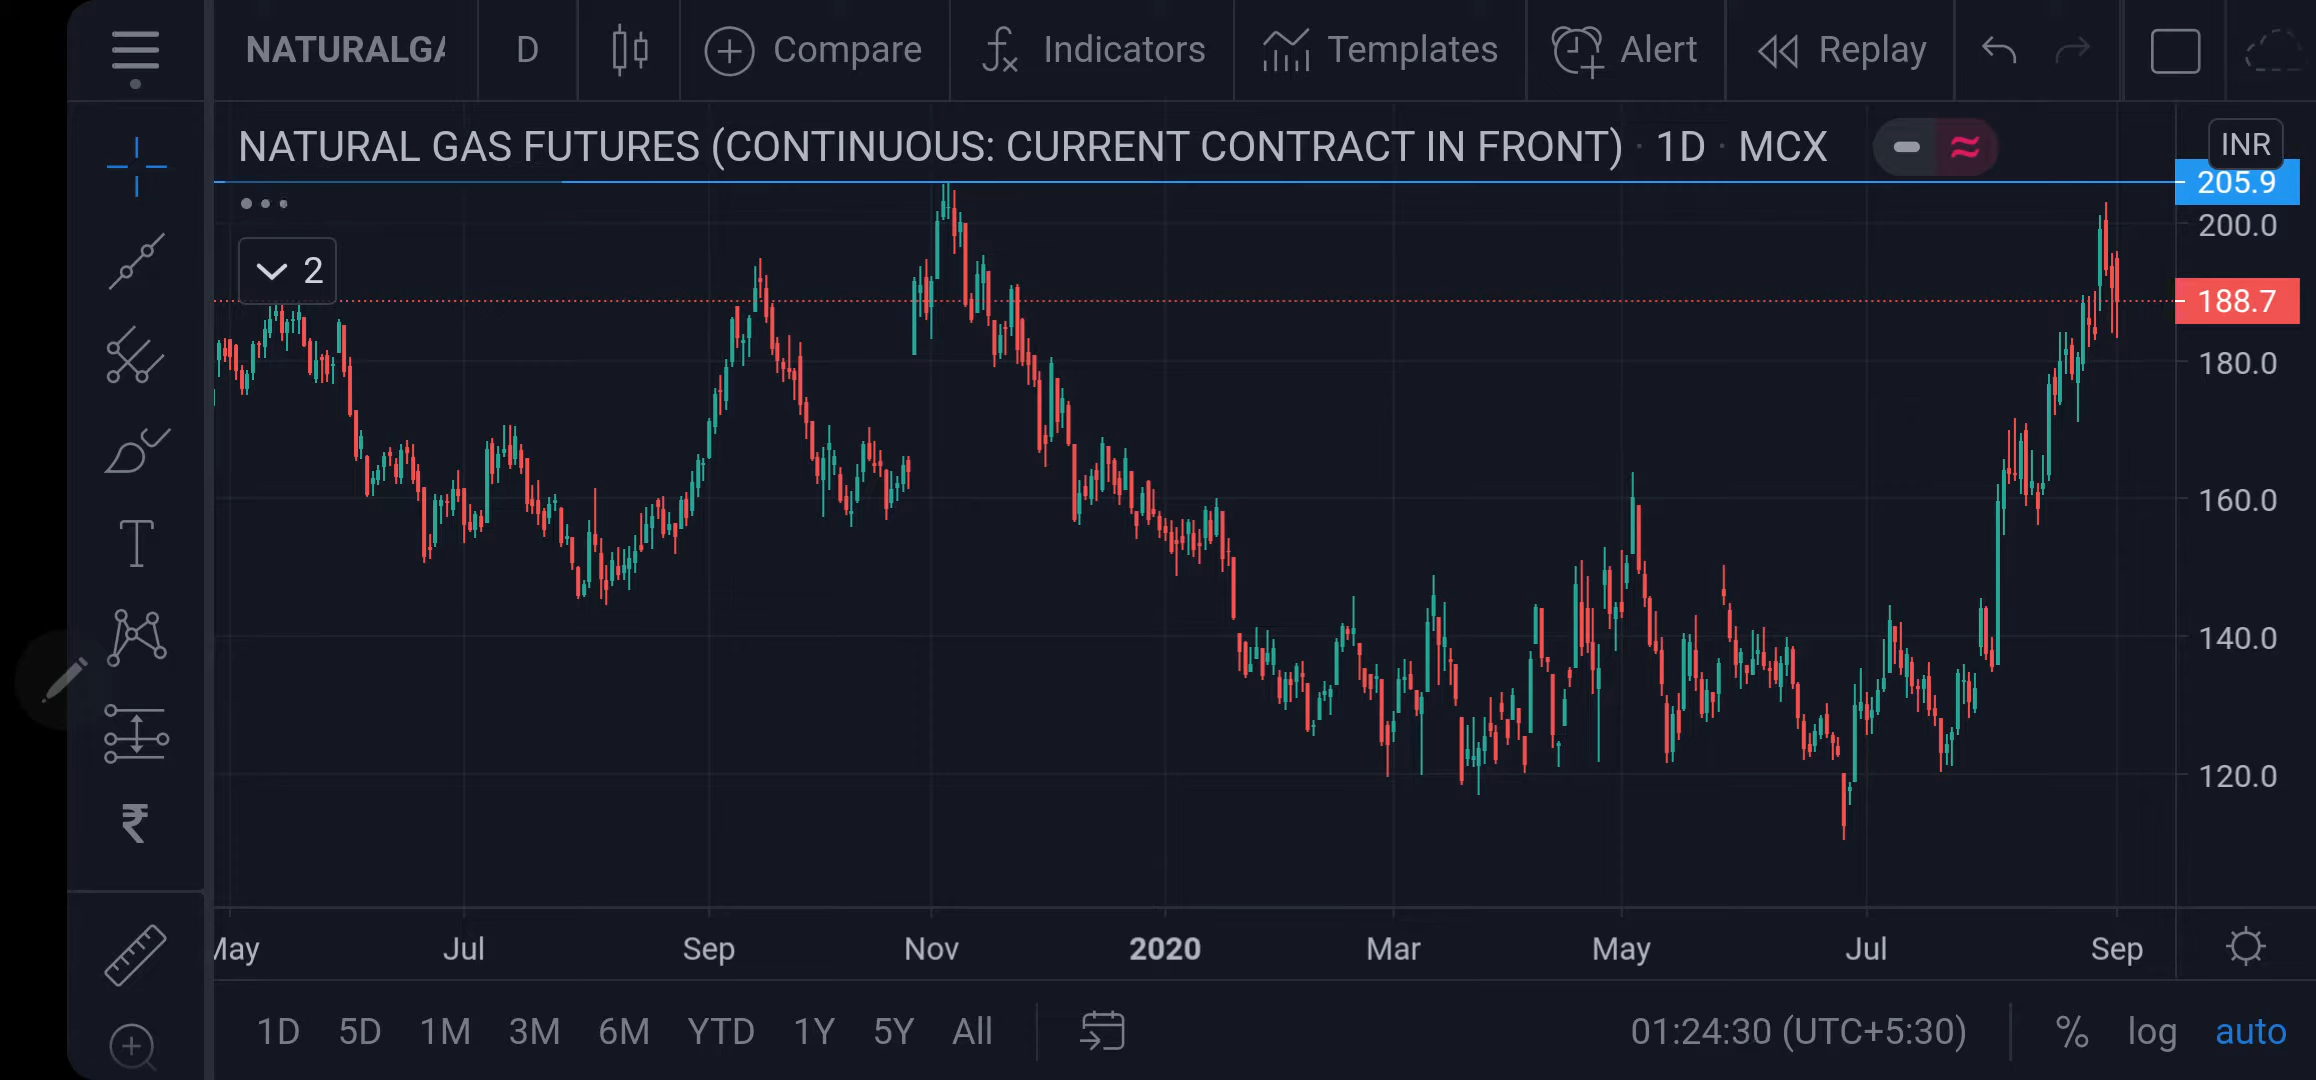 NATURALGA D Compare Indicators Templates Alert Replay
NATURAL GAS FUTURES (CONTINUOUS: CURRENT CONTRACT IN FRONT) · 1D · MCX
INR
205.9
200.0
2
188.7
180.0
160.0
140.0
120.0
May Jul Sep Nov 2020 Mar May Jul Sep
1D 5D 1M 3M 6M YTD 1Y 5Y All 01:24:30 (UTC+5:30) % log auto